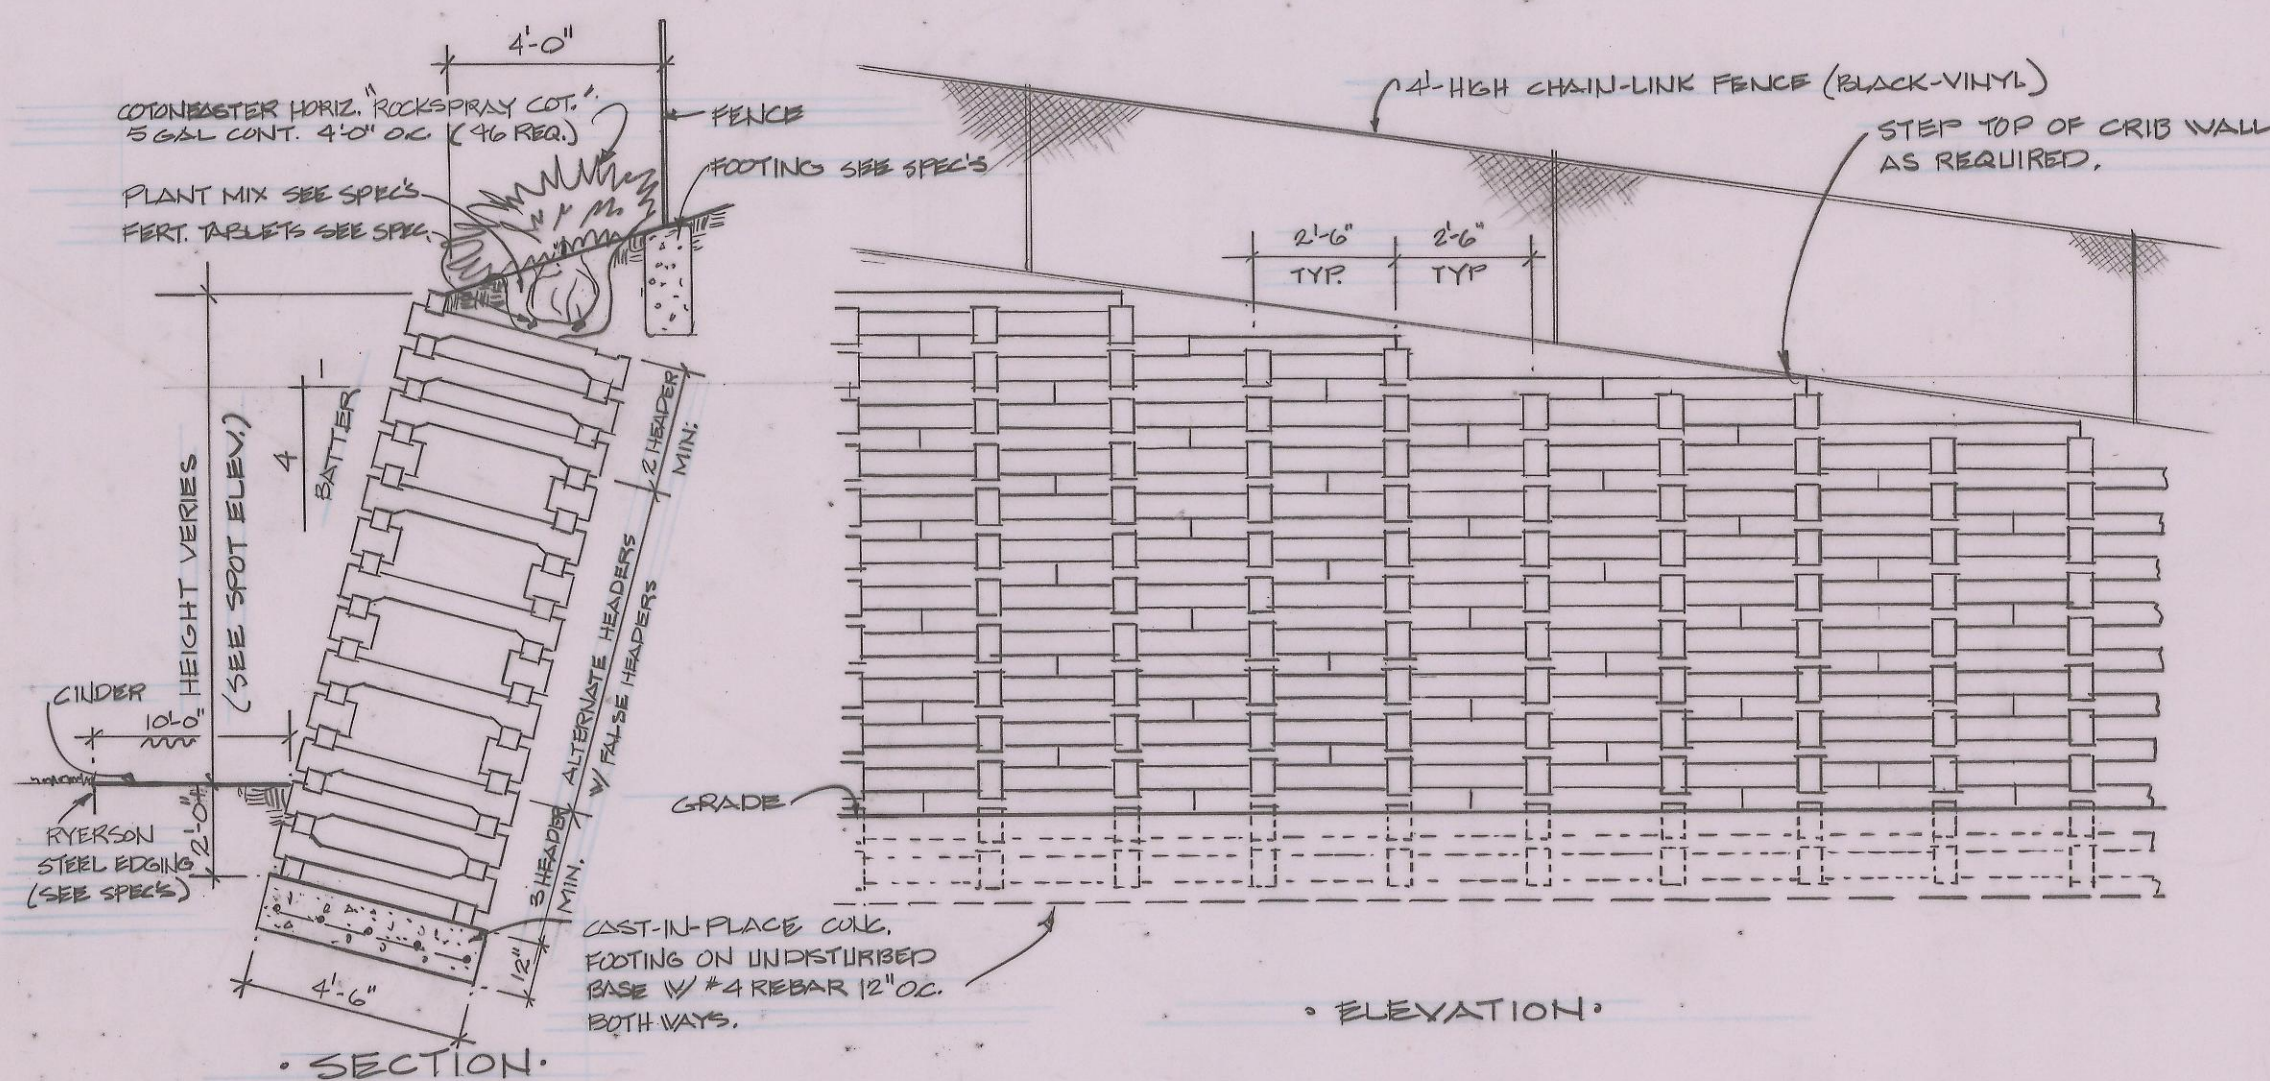 4'-0"
COTONEASTER HORIZ. "ROCKSPRAY COT."
5 GAL CONT. 4'0" O.C. (46 REQ.)
FENCE
FOOTING SEE SPEC'S
PLANT MIX SEE SPEC'S
FERT. TABLETS SEE SPEC.
1
4
BATTER
HEIGHT VERIES
(SEE SPOT ELEV.)
2 HEADER
MIN.
ALTERNATE HEADERS
W/ FALSE HEADERS
3 HEADER
MIN.
CINDER
10'-0"
2'-0"
RYERSON
STEEL EDGING
(SEE SPEC'S)
12"
4'-6"
CAST-IN-PLACE CONC.
FOOTING ON UNDISTURBED
BASE W/ #4 REBAR 12" O.C.
BOTH WAYS.
• SECTION •
4'-HIGH CHAIN-LINK FENCE (BLACK-VINYL)
STEP TOP OF CRIB WALL
AS REQUIRED.
2'-6" 2'-6"
TYP. TYP
GRADE
• ELEVATION •